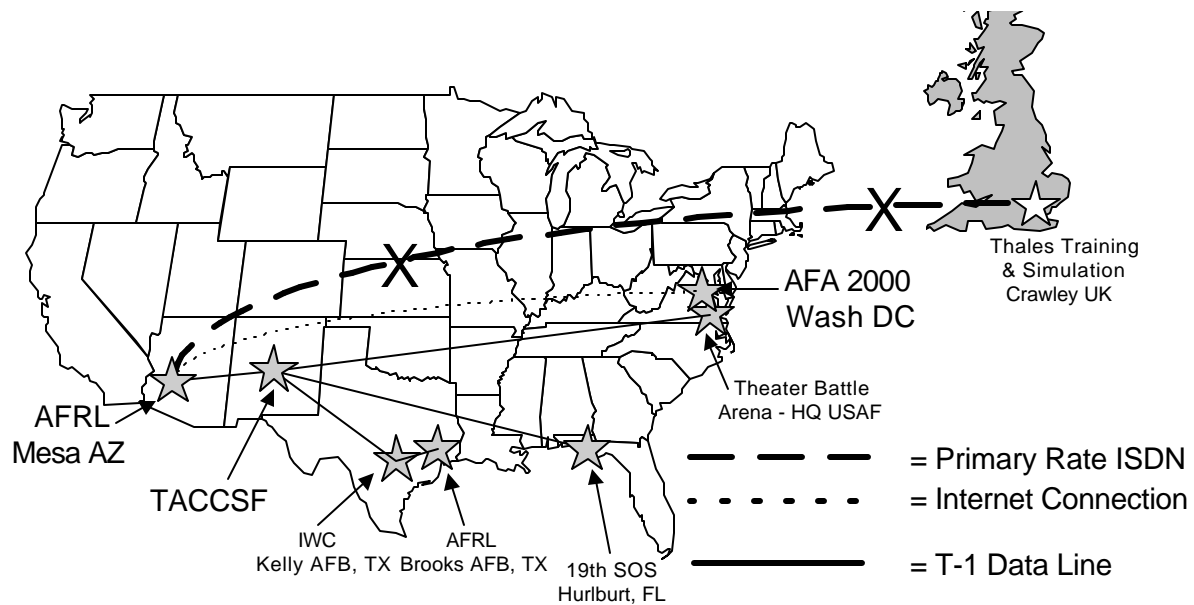 X
X
Thales Training
& Simulation
Crawley UK
AFA 2000
Wash DC
Theater Battle
Arena - HQ USAF
AFRL
Mesa AZ
TACCSF
IWC
Kelly AFB, TX
AFRL
Brooks AFB, TX
19th SOS
Hurlburt, FL
= Primary Rate ISDN
= Internet Connection
= T-1 Data Line